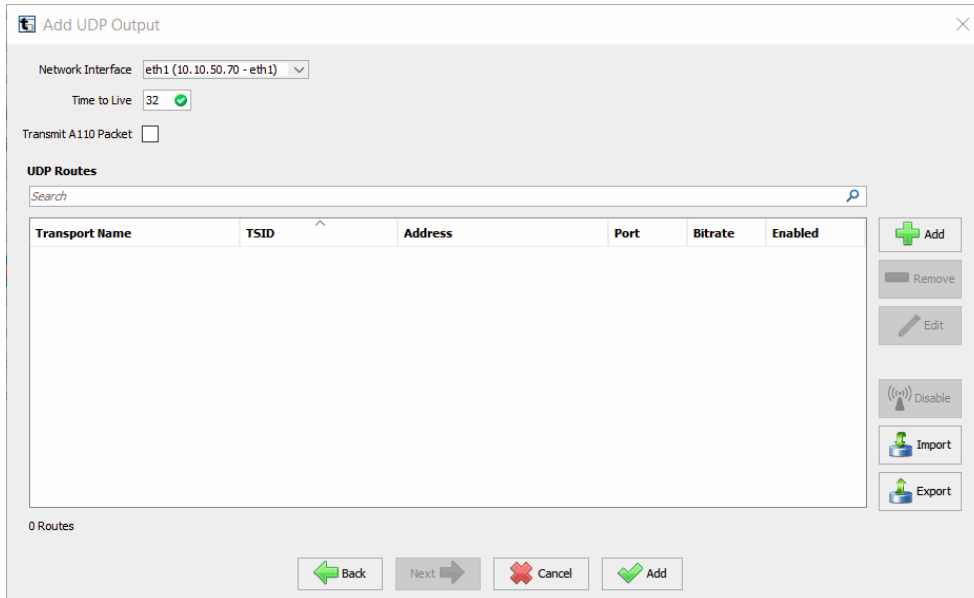 Add UDP Output
Network Interface eth1 (10.10.50.70 - eth1)
Time to Live 32
Transmit A110 Packet
UDP Routes
Search
Transport Name TSID Address Port Bitrate Enabled
Add
Remove
Edit
Disable
Import
Export
0 Routes
Back Next Cancel Add